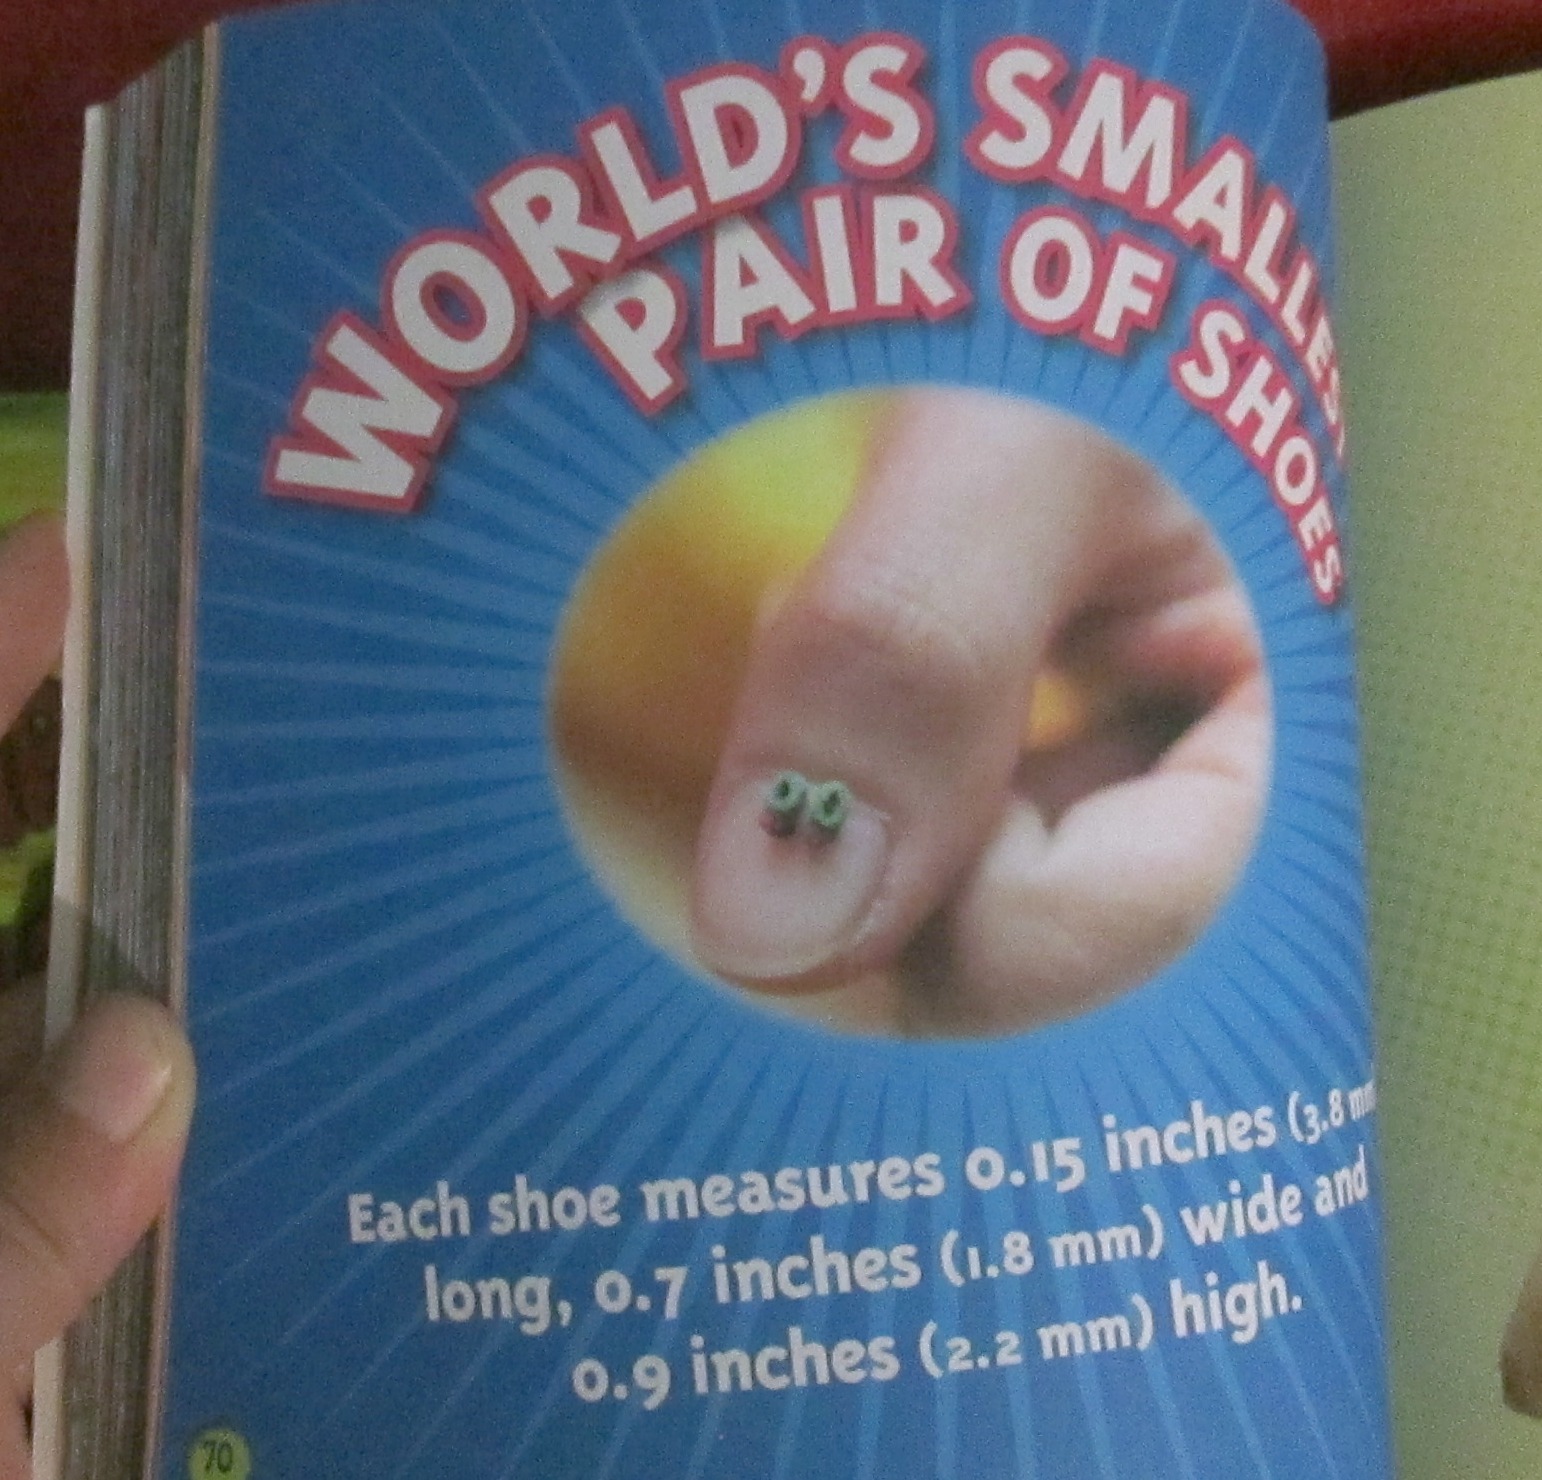 WORLD'S SMALLEST
PAIR OF SHOES
Each shoe measures 0.15 inches (3.8 mm
long, 0.7 inches (1.8 mm) wide and
0.9 inches (2.2 mm) high.
70